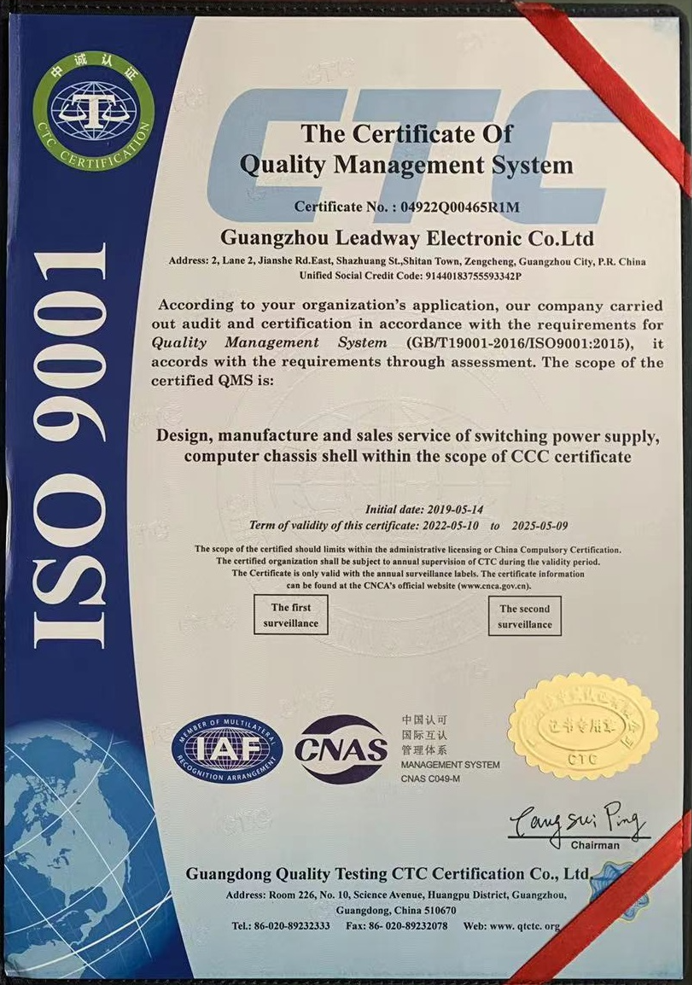 中诚认证
CTC CERTIFICATION
ISO 9001
CTC
The Certificate Of
Quality Management System
Certificate No. : 04922Q00465R1M
Guangzhou Leadway Electronic Co.Ltd
Address: 2, Lane 2, Jianshe Rd.East, Shazhuang St.,Shitan Town, Zengcheng, Guangzhou City, P.R. China
Unified Social Credit Code: 91440183755593342P
According to your organization's application, our company carried
out audit and certification in accordance with the requirements for
Quality Management System (GB/T19001-2016/ISO9001:2015), it
accords with the requirements through assessment. The scope of the
certified QMS is:
Design, manufacture and sales service of switching power supply,
computer chassis shell within the scope of CCC certificate
Initial date: 2019-05-14
Term of validity of this certificate: 2022-05-10 to 2025-05-09
The scope of the certified should limits within the administrative licensing or China Compulsory Certification.
The certified organization shall be subject to annual supervision of CTC during the validity period.
The Certificate is only valid with the annual surveillance labels. The certificate information
can be found at the CNCA's official website (www.cnca.gov.cn).
The first
surveillance
The second
surveillance
MEMBER OF MULTILATERAL
IAF
RECOGNITION ARRANGEMENT
CNAS
中国认可
国际互认
管理体系
MANAGEMENT SYSTEM
CNAS C049-M
证书专用章
CTC
Chairman
Guangdong Quality Testing CTC Certification Co., Ltd.
Address: Room 226, No. 10, Science Avenue, Huangpu District, Guangzhou,
Guangdong, China 510670
Tel.: 86-020-89232333 Fax: 86- 020-89232078 Web: www. qtctc. org